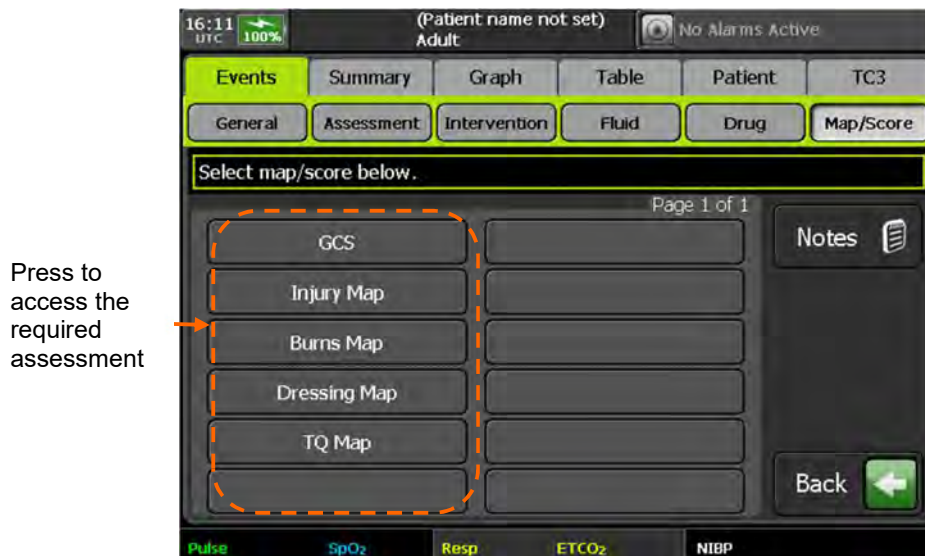 16:11
UTC 100%
(Patient name not set)
Adult
No Alarms Active
Events Summary Graph Table Patient TC3
General Assessment Intervention Fluid Drug Map/Score
Select map/score below.
Page 1 of 1
GCS
Notes
Injury Map
Burns Map
Dressing Map
TQ Map
Back
Press to
access the
required
assessment
Pulse SpO₂ Resp ETCO₂ NIBP